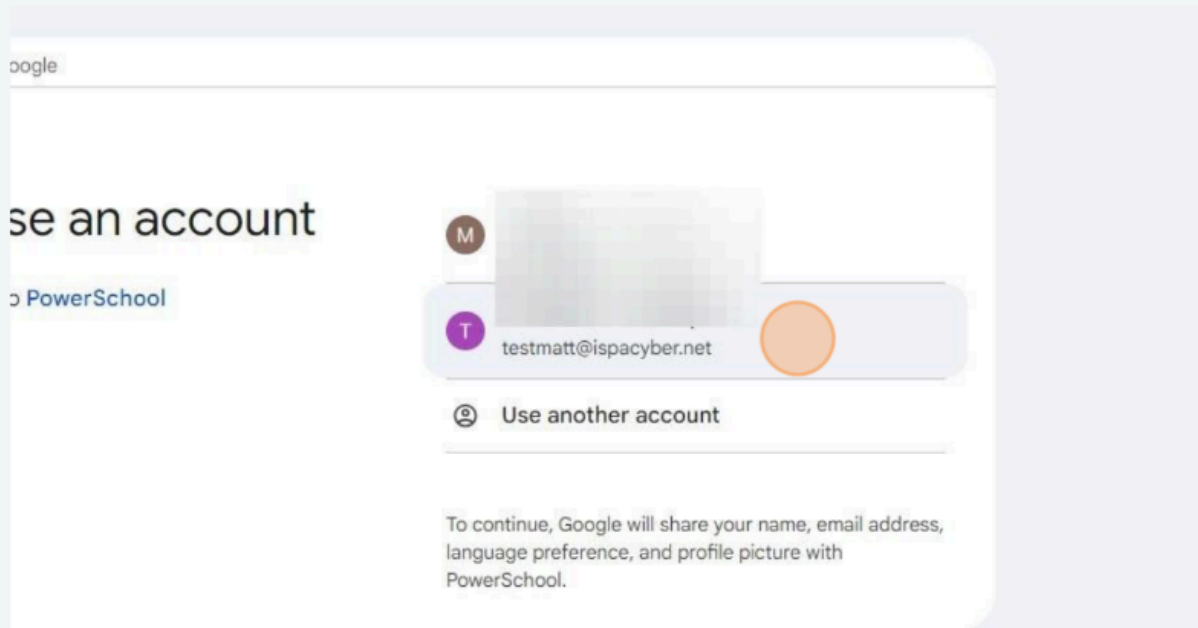 oogle
se an account
o PowerSchool
M
T
testmatt@ispacyber.net
Use another account
To continue, Google will share your name, email address,
language preference, and profile picture with
PowerSchool.